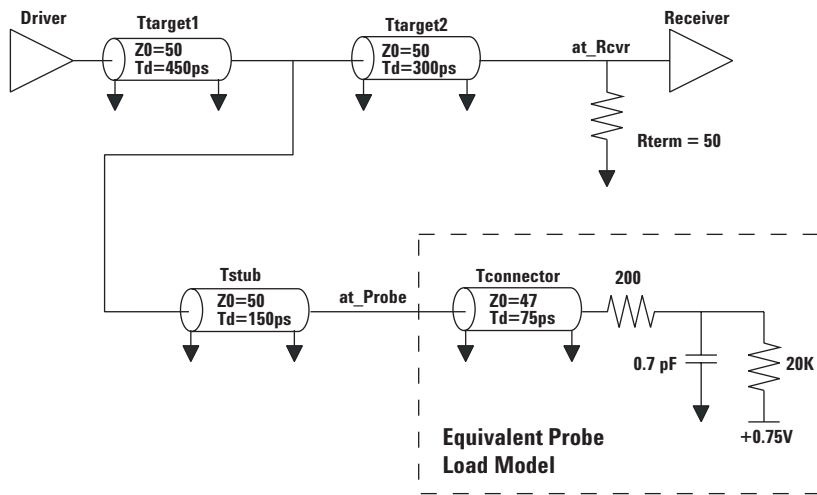 Driver
Ttarget1
Z0=50
Td=450ps
Ttarget2
Z0=50
Td=300ps
at_Rcvr
Receiver
Rterm = 50
Tstub
Z0=50
Td=150ps
at_Probe
Tconnector
Z0=47
Td=75ps
200
0.7 pF
20K
+0.75V
Equivalent Probe
Load Model